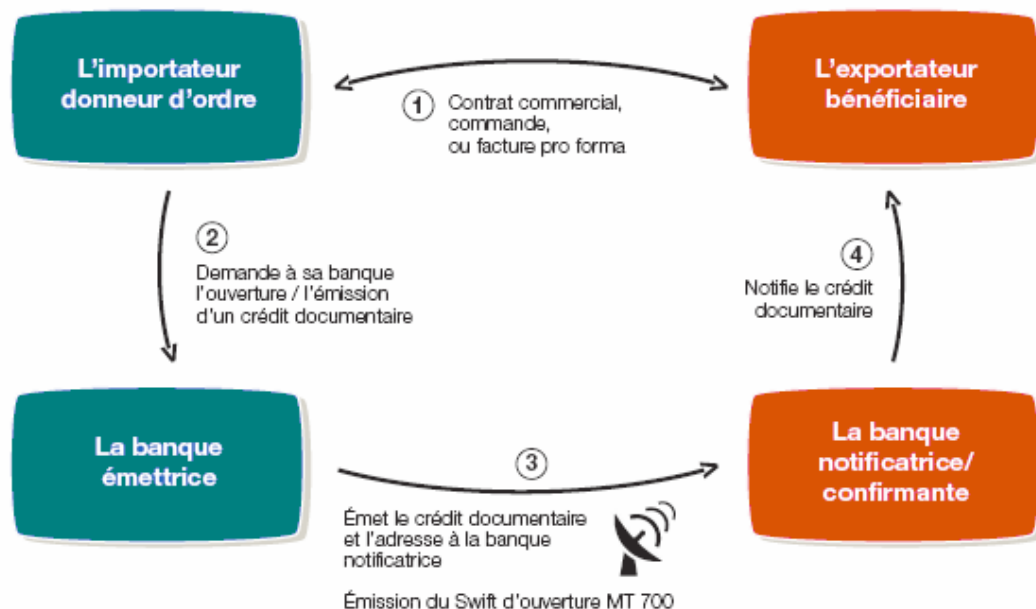 L'importateur
donneur d'ordre
L'exportateur
bénéficiaire
1
Contrat commercial,
commande,
ou facture pro forma
2
Demande à sa banque
l'ouverture / l'émission
d'un crédit documentaire
4
Notifie le crédit
documentaire
La banque
émettrice
La banque
notificatrice/
confirmante
3
Émet le crédit documentaire
et l'adresse à la banque
notificatrice
Émission du Swift d'ouverture MT 700